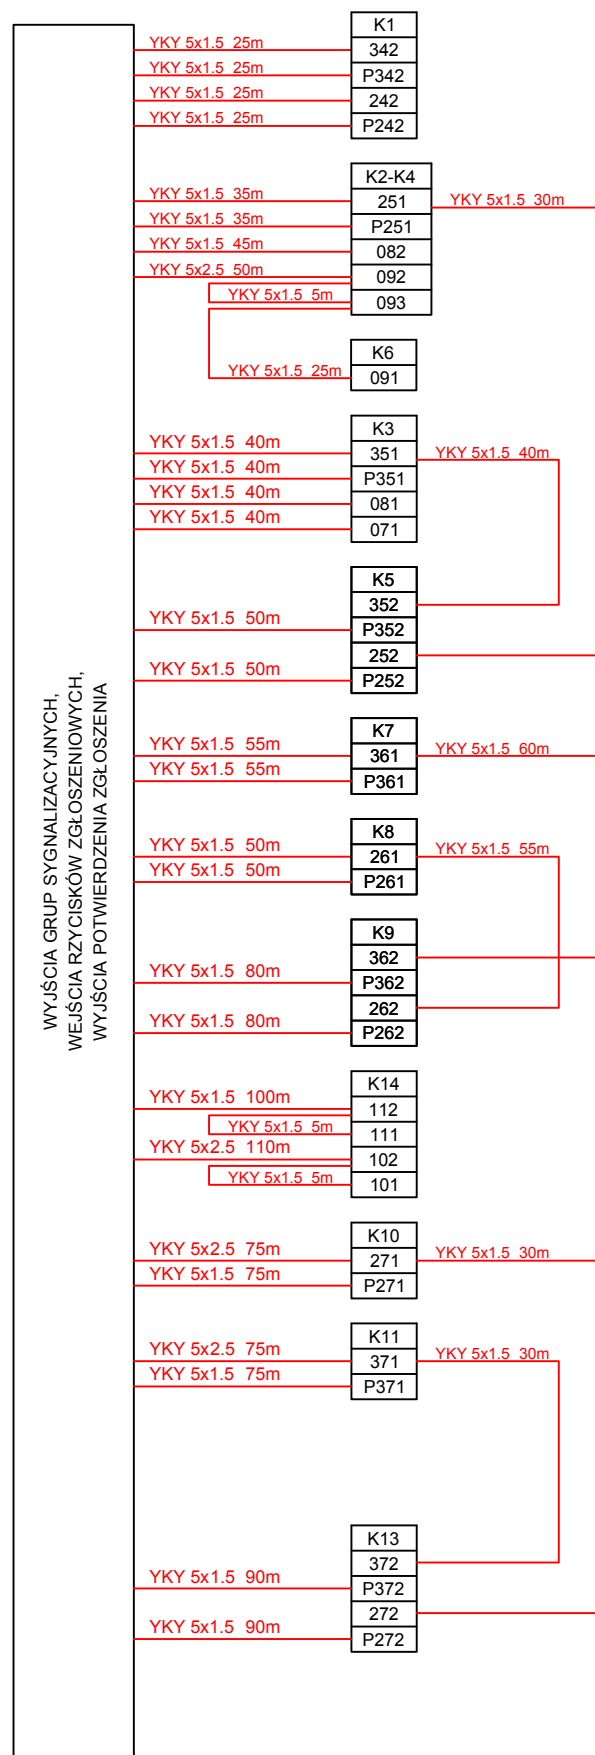 WYJŚCIA GRUP SYGNALIZACYJNYCH,
WEJŚCIA RZYCISKÓW ZGŁOSZENIOWYCH,
WYJŚCIA POTWIERDZENIA ZGŁOSZENIA
K1
YKY 5x1.5 25m
342
YKY 5x1.5 25m
P342
YKY 5x1.5 25m
242
YKY 5x1.5 25m
P242
K2-K4
YKY 5x1.5 35m
251
YKY 5x1.5 30m
YKY 5x1.5 35m
P251
YKY 5x1.5 45m
082
YKY 5x2.5 50m
092
YKY 5x1.5 5m
093
K6
YKY 5x1.5 25m
091
K3
YKY 5x1.5 40m
351
YKY 5x1.5 40m
YKY 5x1.5 40m
P351
YKY 5x1.5 40m
081
YKY 5x1.5 40m
071
K5
352
YKY 5x1.5 50m
P352
252
YKY 5x1.5 50m
P252
K7
YKY 5x1.5 55m
361
YKY 5x1.5 60m
YKY 5x1.5 55m
P361
K8
YKY 5x1.5 50m
261
YKY 5x1.5 55m
YKY 5x1.5 50m
P261
K9
362
YKY 5x1.5 80m
P362
262
YKY 5x1.5 80m
P262
K14
YKY 5x1.5 100m
112
YKY 5x1.5 5m
111
YKY 5x2.5 110m
102
YKY 5x1.5 5m
101
K10
YKY 5x2.5 75m
271
YKY 5x1.5 30m
YKY 5x1.5 75m
P271
K11
YKY 5x2.5 75m
371
YKY 5x1.5 30m
YKY 5x1.5 75m
P371
K13
372
YKY 5x1.5 90m
P372
272
YKY 5x1.5 90m
P272